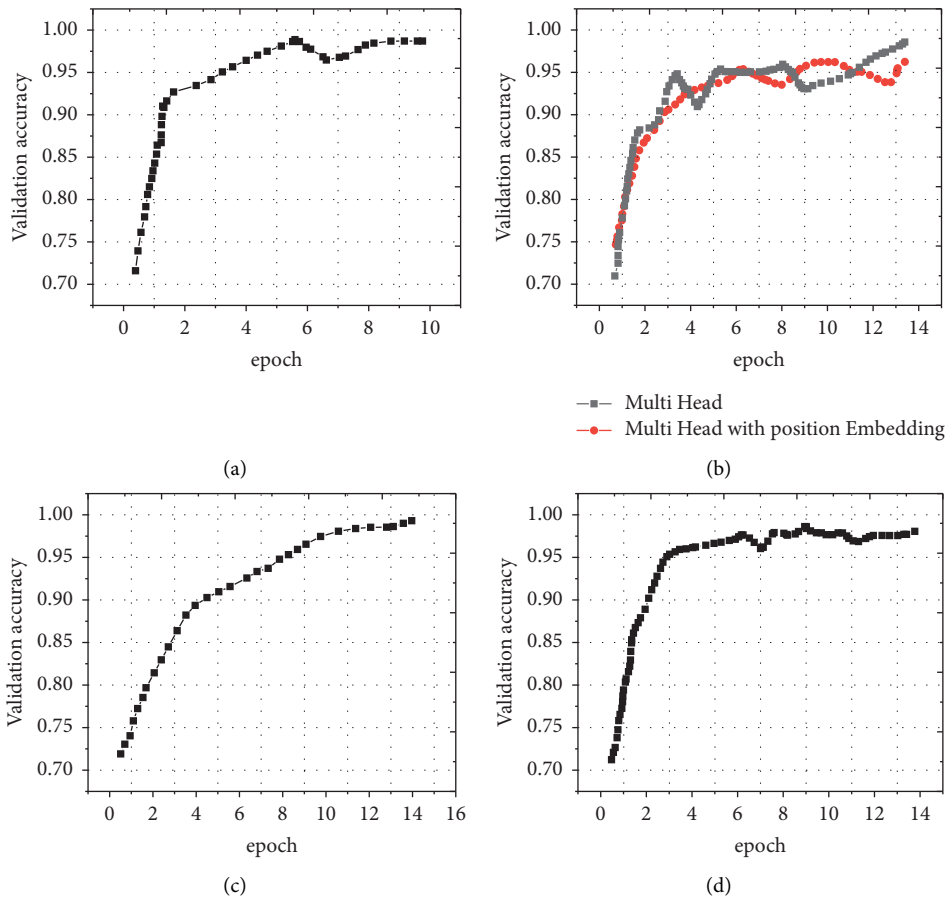 1.00
0.95
0.90
0.85
0.80
0.75
0.70
Validation accuracy
0 2 4 6 8 10
epoch
(a)
1.00
0.95
0.90
0.85
0.80
0.75
0.70
Validation accuracy
0 2 4 6 8 10 12 14
epoch
Multi Head
Multi Head with position Embedding
(b)
1.00
0.95
0.90
0.85
0.80
0.75
0.70
Validation accuracy
0 2 4 6 8 10 12 14 16
epoch
(c)
1.00
0.95
0.90
0.85
0.80
0.75
0.70
Validation accuracy
0 2 4 6 8 10 12 14
epoch
(d)